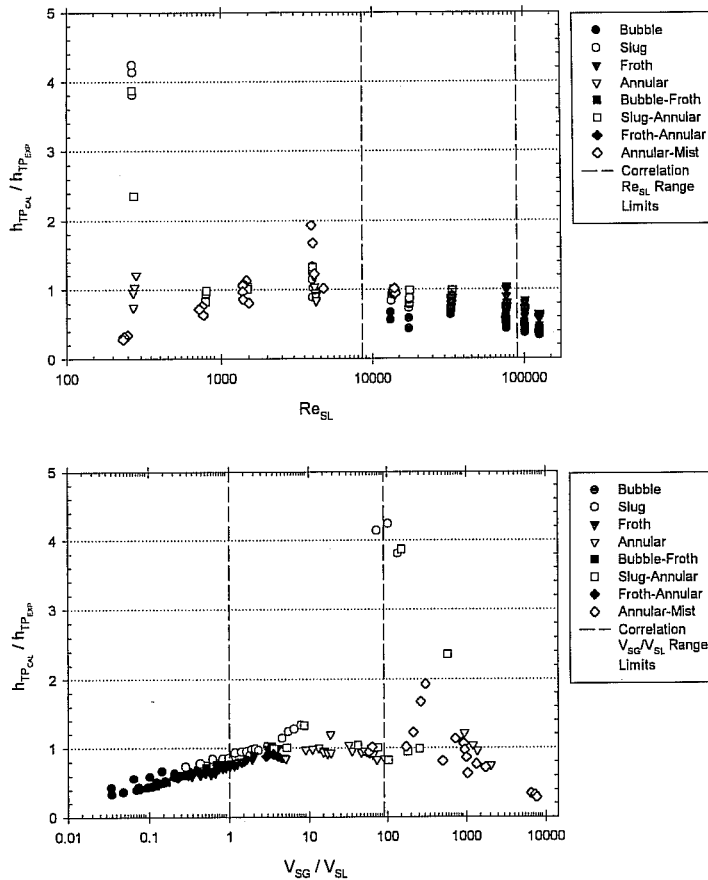 5
4
3
2
1
0
h_TP_CAL / h_TP_EXP
100
1000
10000
100000
Re_SL
Bubble
Slug
Froth
Annular
Bubble-Froth
Slug-Annular
Froth-Annular
Annular-Mist
Correlation
Re_SL Range
Limits
5
4
3
2
1
0
h_TP_CAL / h_TP_EXP
0.01
0.1
1
10
100
1000
10000
V_SG / V_SL
Bubble
Slug
Froth
Annular
Bubble-Froth
Slug-Annular
Froth-Annular
Annular-Mist
Correlation
V_SG/V_SL Range
Limits